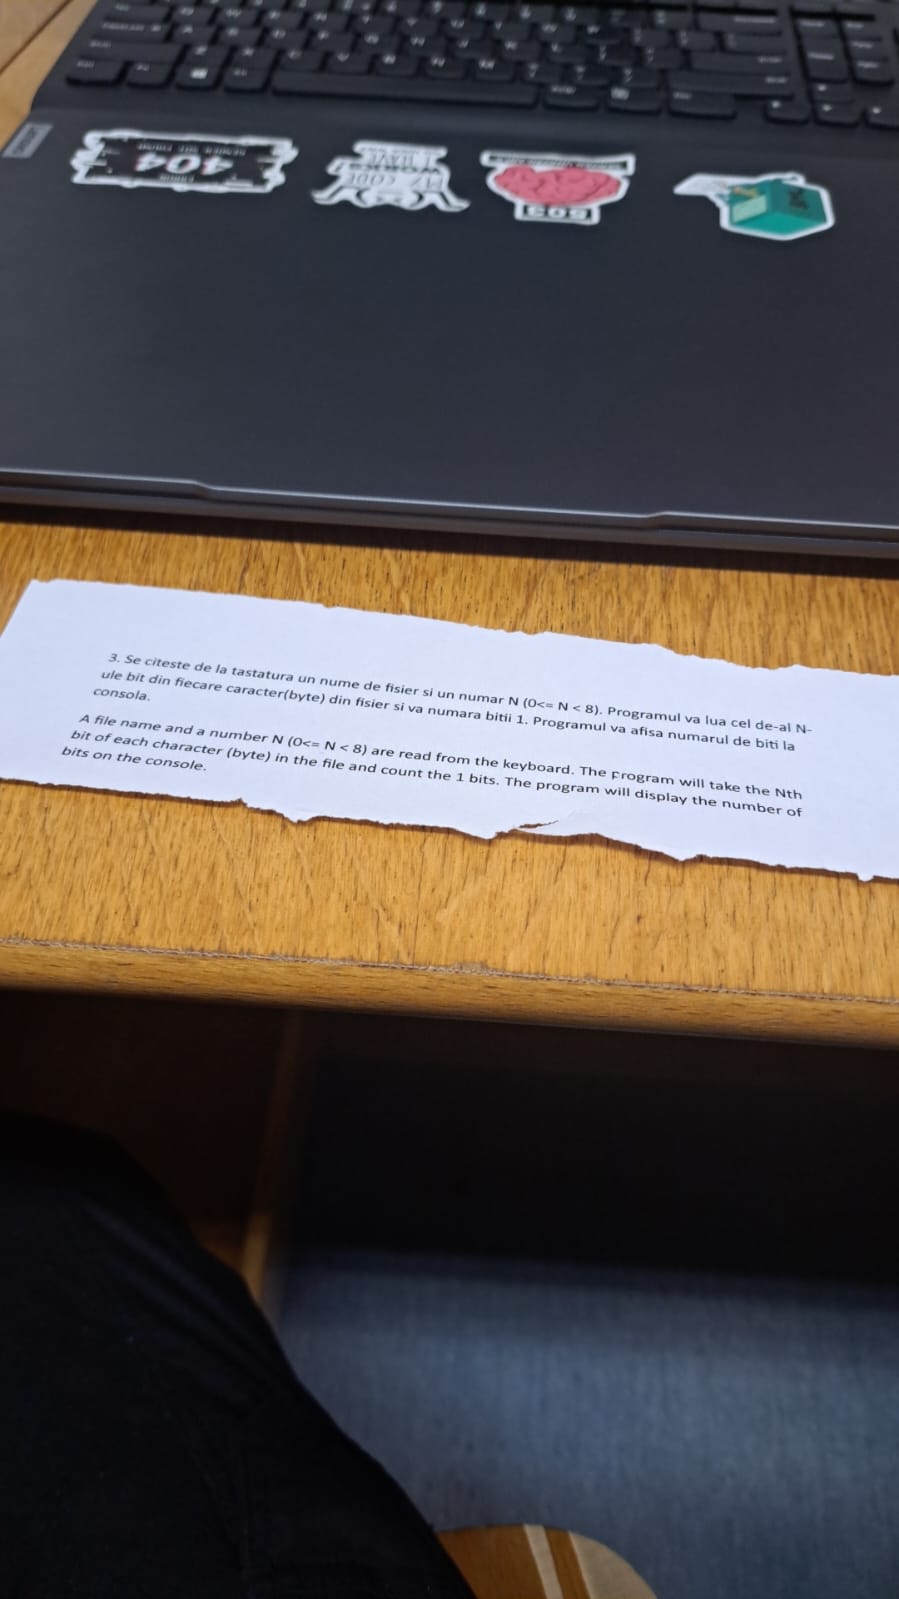 404
GOOD
3. Se citeste de la tastatura un nume de fisier si un numar N (0<= N < 8). Programul va lua cel de-al N-
ule bit din fiecare caracter(byte) din fisier si va numara bitii 1. Programul va afisa numarul de biti la
consola.
A file name and a number N (0<= N < 8) are read from the keyboard. The program will take the Nth
bit of each character (byte) in the file and count the 1 bits. The program will display the number of
bits on the console.